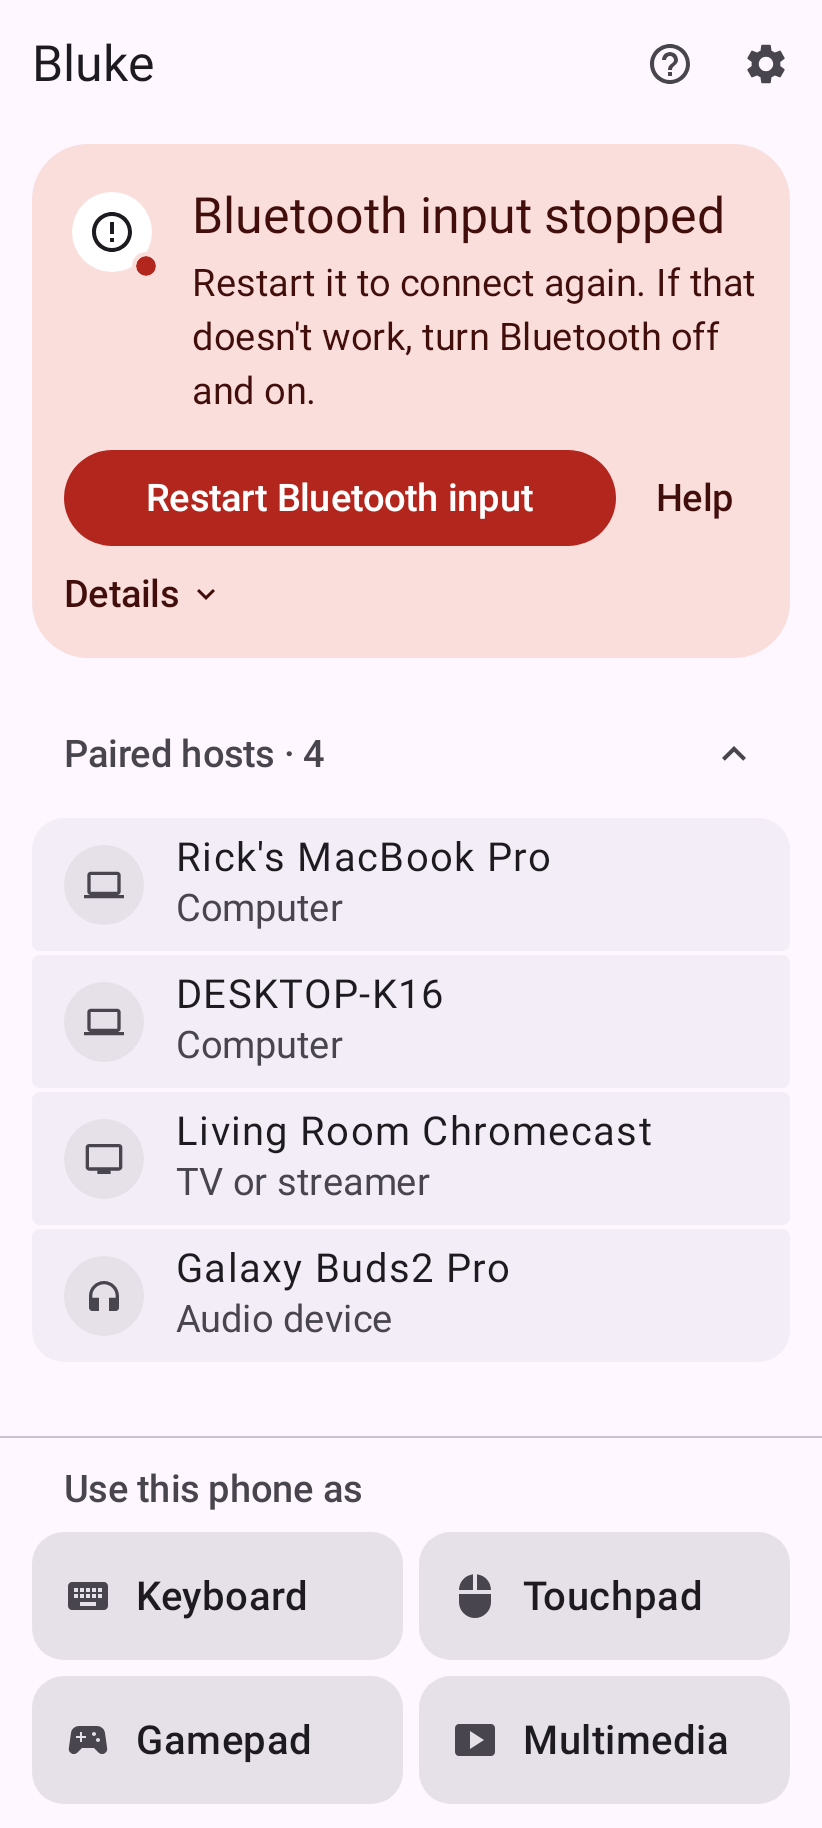 Bluke
Bluetooth input stopped
Restart it to connect again. If that
doesn't work, turn Bluetooth off
and on.
Restart Bluetooth input
Help
Details
Paired hosts · 4
Rick's MacBook Pro
Computer
DESKTOP-K16
Computer
Living Room Chromecast
TV or streamer
Galaxy Buds2 Pro
Audio device
Use this phone as
Keyboard
Touchpad
Gamepad
Multimedia